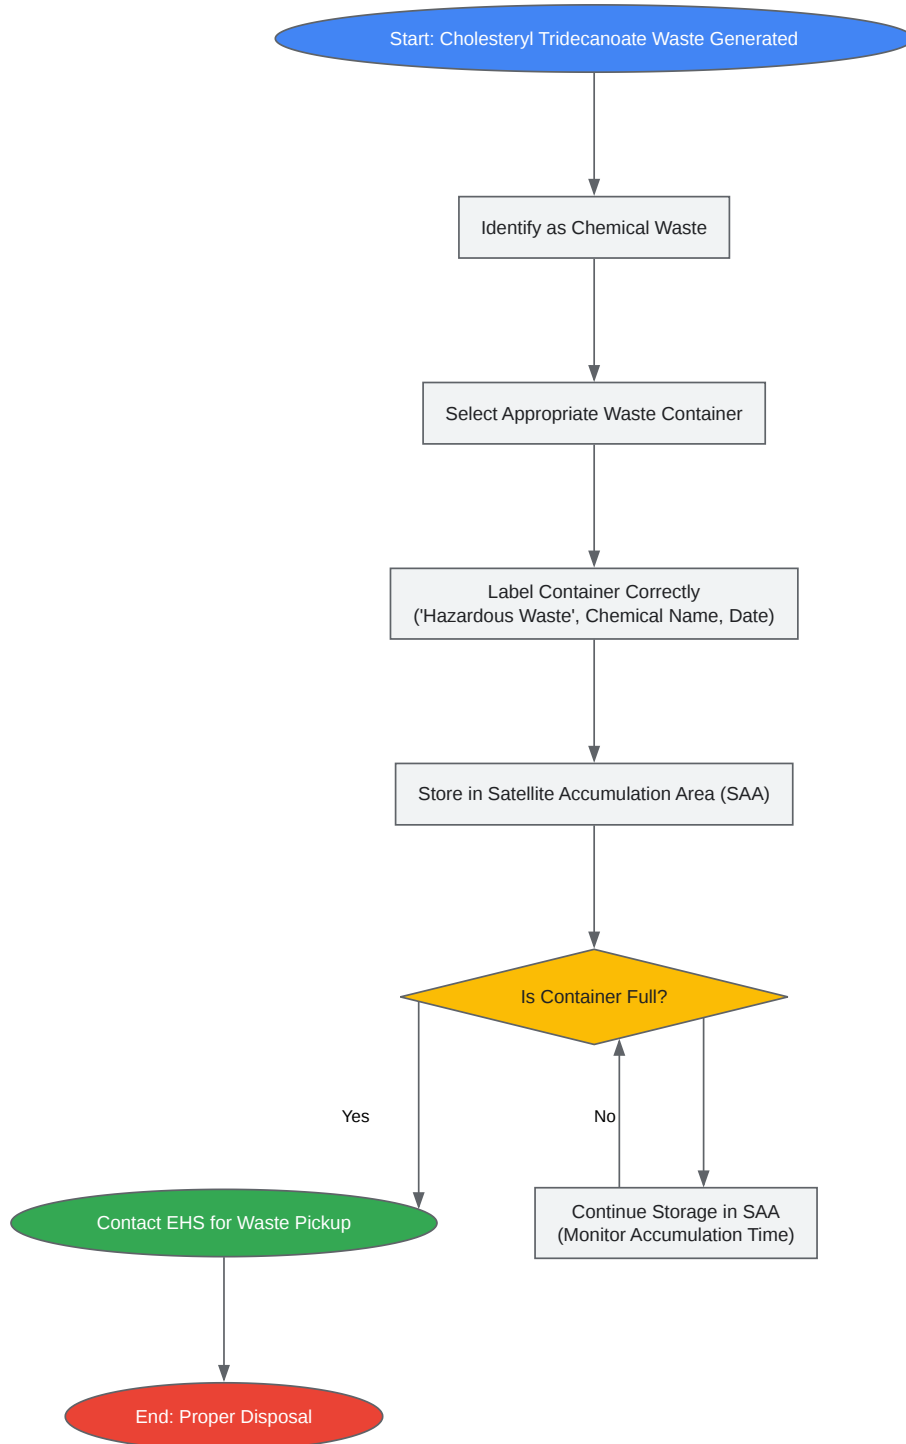 Start: Cholesteryl Tridecanoate Waste Generated
Identify as Chemical Waste
Select Appropriate Waste Container
Label Container Correctly
('Hazardous Waste', Chemical Name, Date)
Store in Satellite Accumulation Area (SAA)
Is Container Full?
Yes
No
Contact EHS for Waste Pickup
Continue Storage in SAA
(Monitor Accumulation Time)
End: Proper Disposal